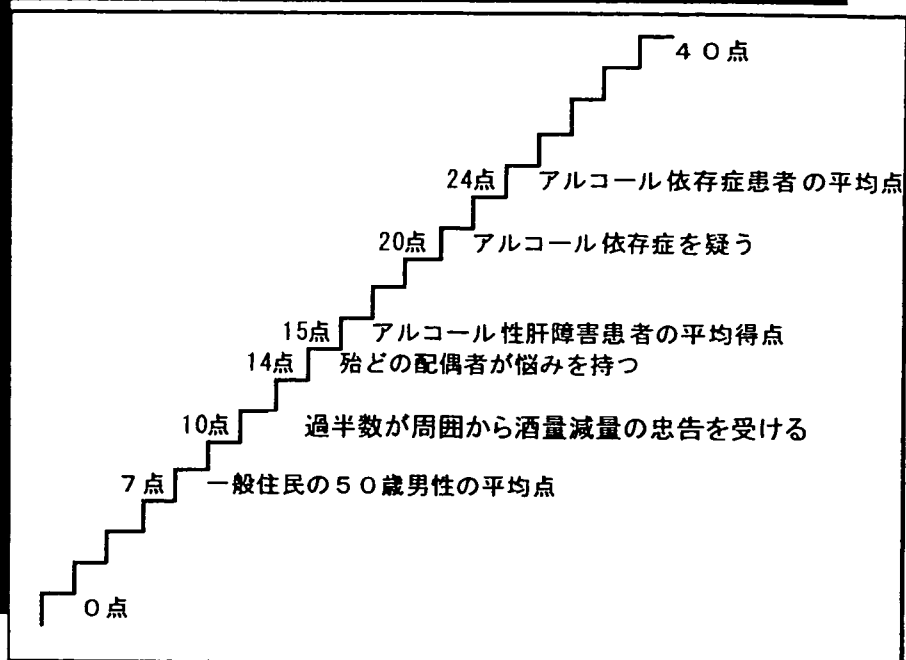 ４０点
24点 アルコール依存症患者の平均点
20点 アルコール依存症を疑う
15点 アルコール性肝障害患者の平均得点
14点 殆どの配偶者が悩みを持つ
10点 過半数が周囲から酒量減量の忠告を受ける
７点 一般住民の５０歳男性の平均点
０点